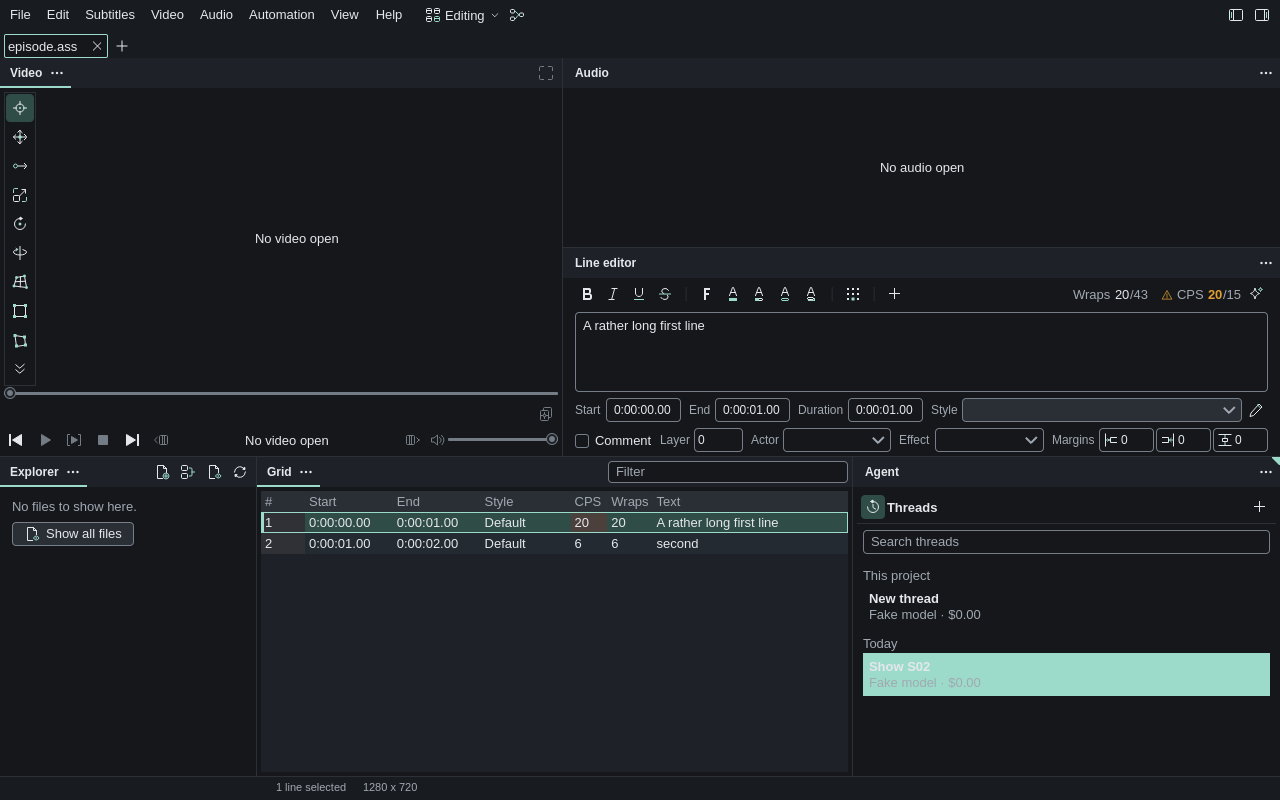 File Edit Subtitles Video Audio Automation View Help Editing
episode.ass
Video
No video open
No video open
Audio
No audio open
Line editor
B I U S F A A A A Wraps 20/43 CPS 20/15
A rather long first line
Start 0:00:00.00 End 0:00:01.00 Duration 0:00:01.00 Style
Comment Layer 0 Actor Effect Margins 0 0 0
Explorer
No files to show here.
Show all files
Grid Filter
# Start End Style CPS Wraps Text
1 0:00:00.00 0:00:01.00 Default 20 20 A rather long first line
2 0:00:01.00 0:00:02.00 Default 6 6 second
Agent
Threads
Search threads
This project
New thread
Fake model · $0.00
Today
Show S02
Fake model · $0.00
1 line selected 1280 x 720